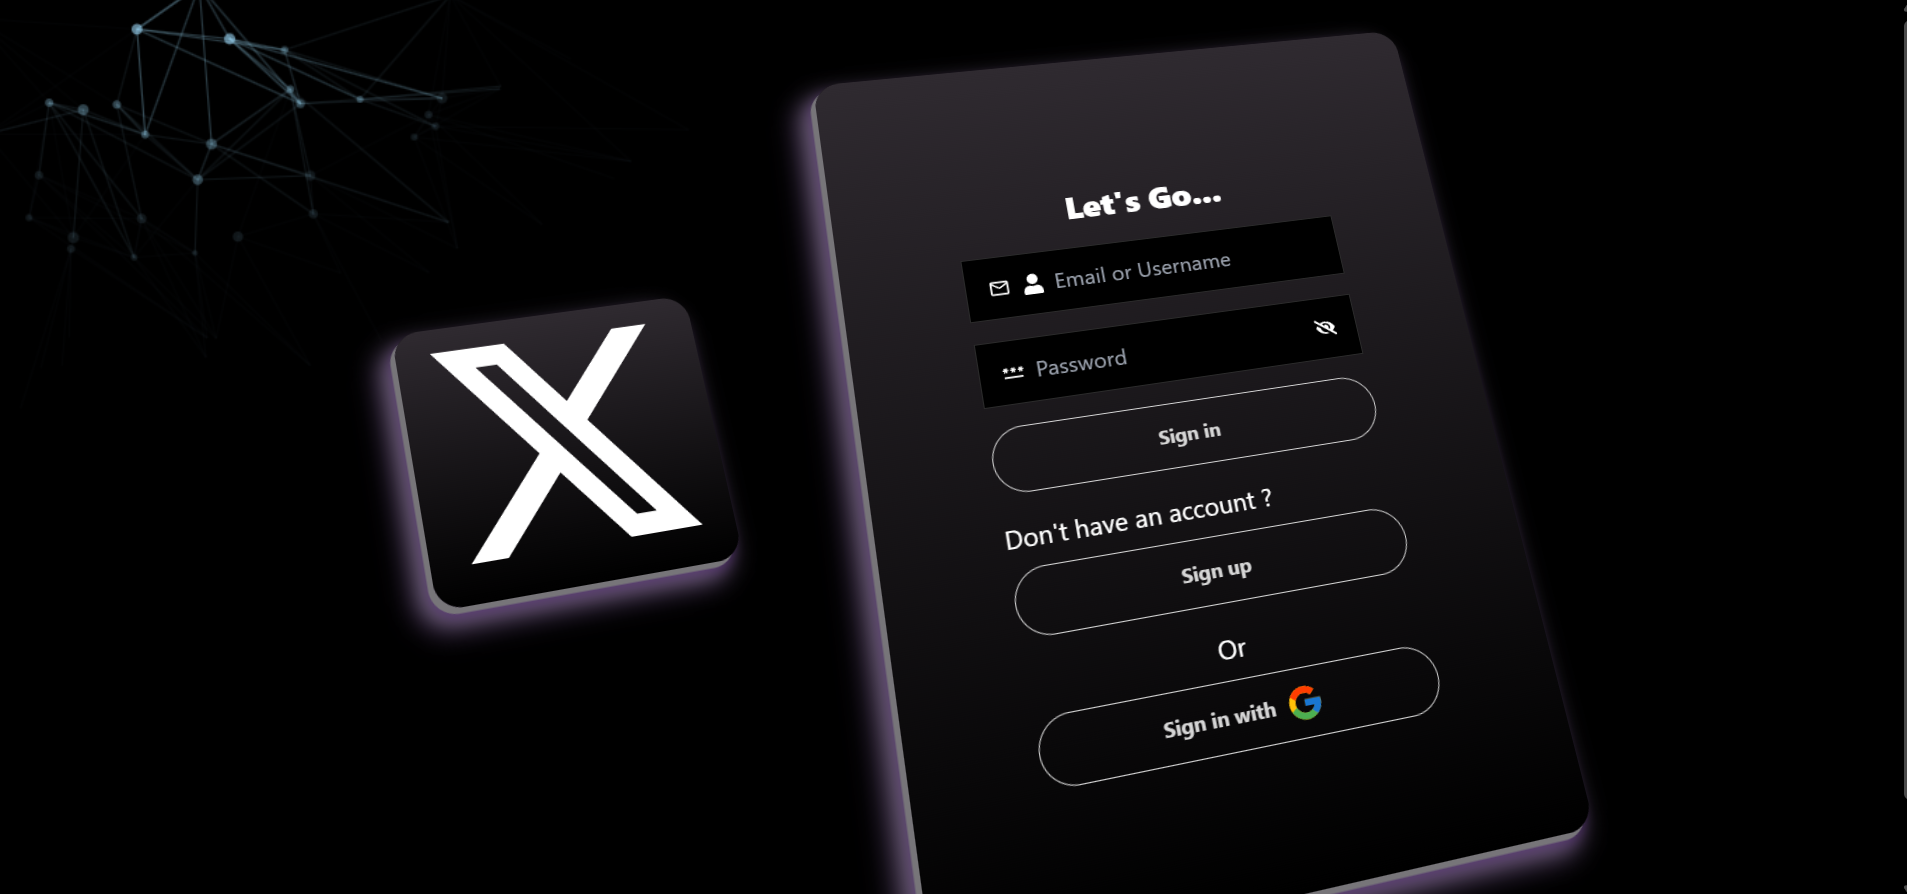 Let's Go...
Email or Username
Password
Sign in
Don't have an account ?
Sign up
Or
Sign in with